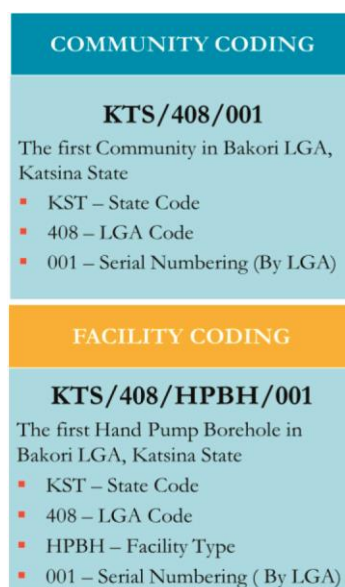 COMMUNITY CODING
KTS/408/001
The first Community in Bakori LGA,
Katsina State
▪ KST – State Code
▪ 408 – LGA Code
▪ 001 – Serial Numbering (By LGA)
FACILITY CODING
KTS/408/HPBH/001
The first Hand Pump Borehole in
Bakori LGA, Katsina State
▪ KST – State Code
▪ 408 – LGA Code
▪ HPBH – Facility Type
▪ 001 – Serial Numbering ( By LGA)